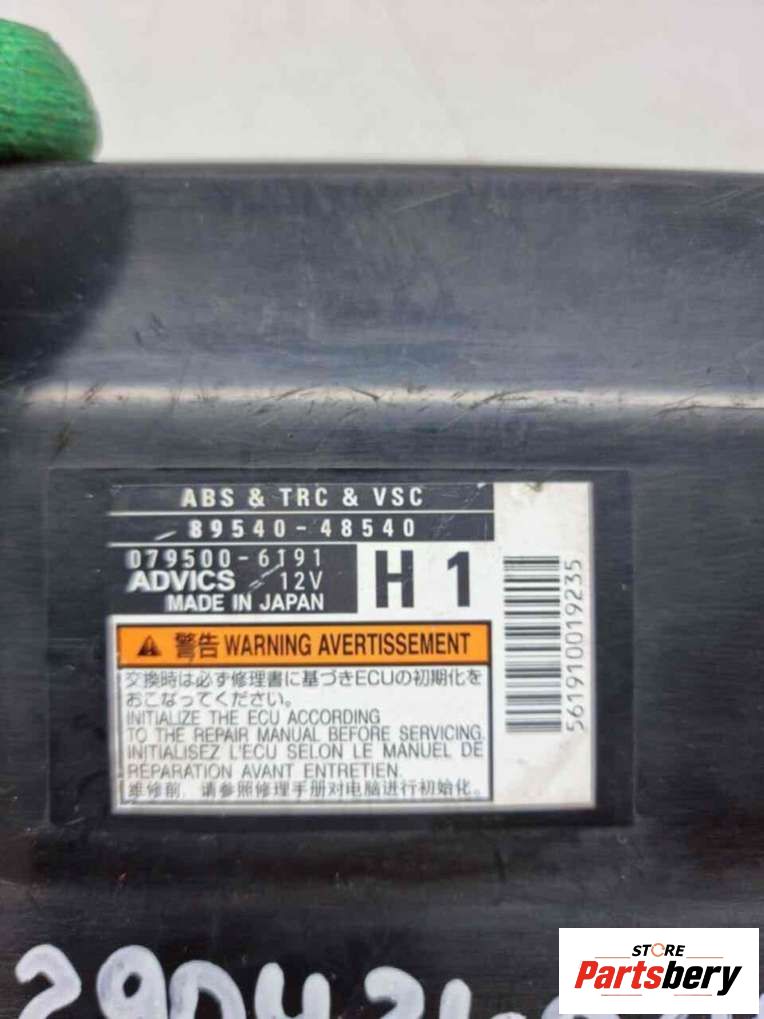 ABS & TRC & VSC
89540-48540
079500-6191
ADVICS 12V
MADE IN JAPAN
H 1
警告 WARNING AVERTISSEMENT
交換時は必ず修理書に基づきECUの初期化を
おこなってください。
INITIALIZE THE ECU ACCORDING
TO THE REPAIR MANUAL BEFORE SERVICING.
INITIALISEZ L'ECU SELON LE MANUEL DE
RÉPARATION AVANT ENTRETIEN.
维修前, 请参照修理手册对电脑进行初始化。
561910019235
STORE
Partsbery